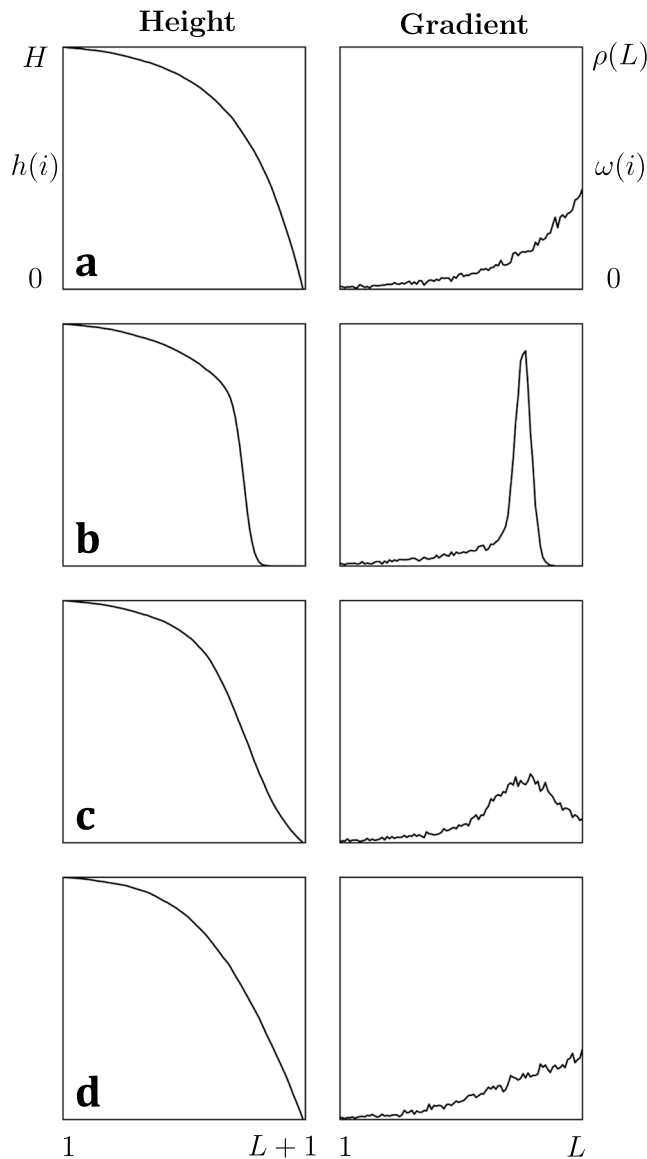 Height Gradient
H ρ(L)
h(i) ω(i)
a
0 0
b
c
d
1 L + 1 1 L